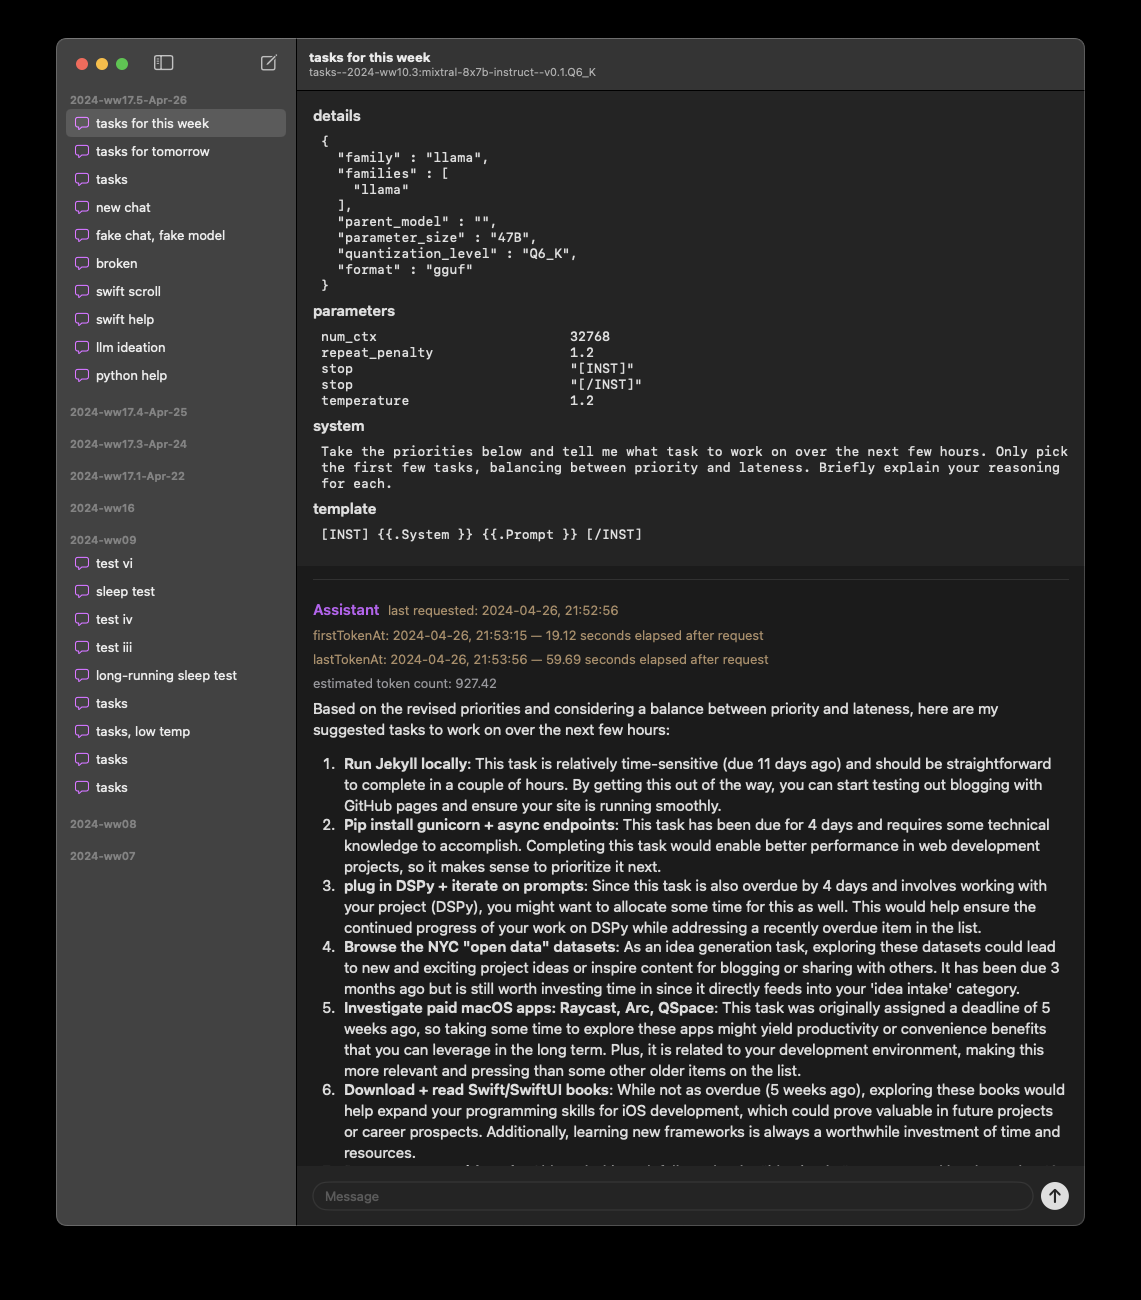 2024-ww17.5-Apr-26
tasks for this week
tasks for tomorrow
tasks
new chat
fake chat, fake model
broken
swift scroll
swift help
llm ideation
python help
2024-ww17.4-Apr-25
2024-ww17.3-Apr-24
2024-ww17.1-Apr-22
2024-ww16
2024-ww09
test vi
sleep test
test iv
test iii
long-running sleep test
tasks
tasks, low temp
tasks
tasks
2024-ww08
2024-ww07
tasks for this week
tasks--2024-ww10.3:mixtral-8x7b-instruct--v0.1.Q6_K
details
{
"family" : "llama",
"families" : [
"llama"
],
"parent_model" : "",
"parameter_size" : "47B",
"quantization_level" : "Q6_K",
"format" : "gguf"
}
parameters
num_ctx 32768
repeat_penalty 1.2
stop "[INST]"
stop "[/INST]"
temperature 1.2
system
Take the priorities below and tell me what task to work on over the next few hours. Only pick
the first few tasks, balancing between priority and lateness. Briefly explain your reasoning
for each.
template
[INST] {{.System }} {{.Prompt }} [/INST]
Assistant last requested: 2024-04-26, 21:52:56
firstTokenAt: 2024-04-26, 21:53:15 — 19.12 seconds elapsed after request
lastTokenAt: 2024-04-26, 21:53:56 — 59.69 seconds elapsed after request
estimated token count: 927.42
Based on the revised priorities and considering a balance between priority and lateness, here are my
suggested tasks to work on over the next few hours:
1. Run Jekyll locally: This task is relatively time-sensitive (due 11 days ago) and should be straightforward
to complete in a couple of hours. By getting this out of the way, you can start testing out blogging with
GitHub pages and ensure your site is running smoothly.
2. Pip install gunicorn + async endpoints: This task has been due for 4 days and requires some technical
knowledge to accomplish. Completing this task would enable better performance in web development
projects, so it makes sense to prioritize it next.
3. plug in DSPy + iterate on prompts: Since this task is also overdue by 4 days and involves working with
your project (DSPy), you might want to allocate some time for this as well. This would help ensure the
continued progress of your work on DSPy while addressing a recently overdue item in the list.
4. Browse the NYC "open data" datasets: As an idea generation task, exploring these datasets could lead
to new and exciting project ideas or inspire content for blogging or sharing with others. It has been due 3
months ago but is still worth investing time in since it directly feeds into your 'idea intake' category.
5. Investigate paid macOS apps: Raycast, Arc, QSpace: This task was originally assigned a deadline of 5
weeks ago, so taking some time to explore these apps might yield productivity or convenience benefits
that you can leverage in the long term. Plus, it is related to your development environment, making this
more relevant and pressing than some other older items on the list.
6. Download + read Swift/SwiftUI books: While not as overdue (5 weeks ago), exploring these books would
help expand your programming skills for iOS development, which could prove valuable in future projects
or career prospects. Additionally, learning new frameworks is always a worthwhile investment of time and
resources.
Message